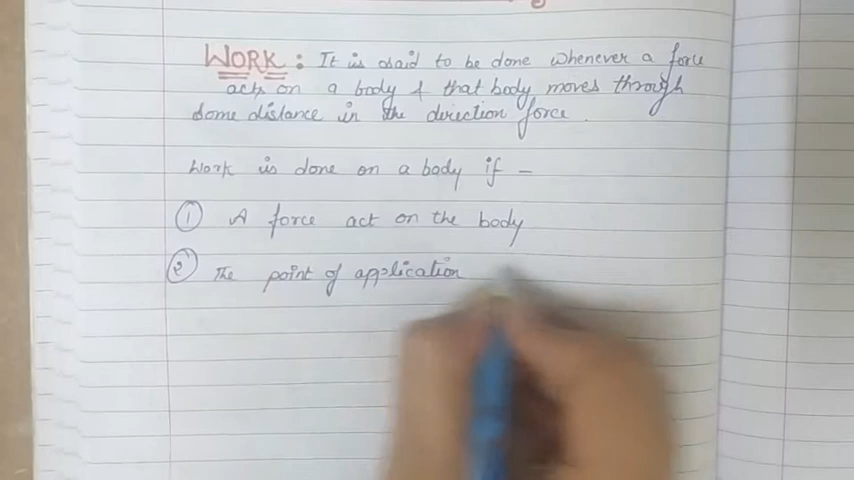 WORK : It is said to be done whenever a force
acts on a body & that body moves through
some distance in the direction force .
Work is done on a body if -
① A force act on the body
② The point of application